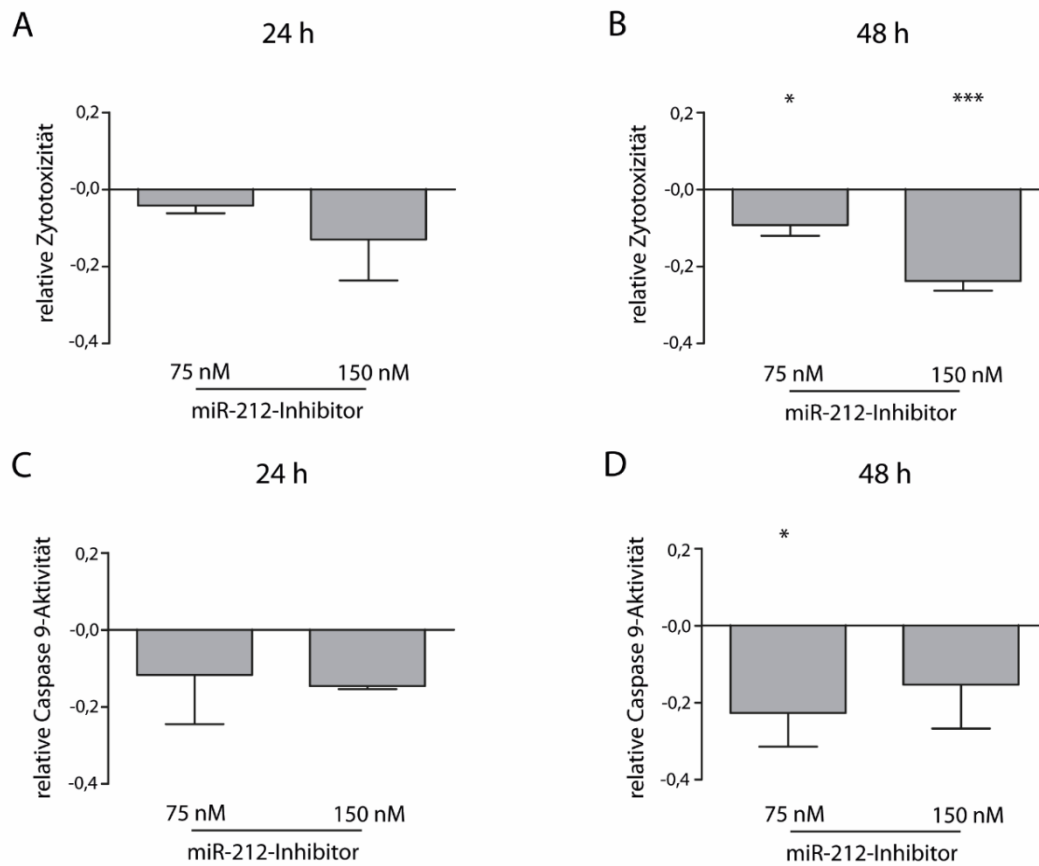 A
24 h
relative Zytotoxizität
0,2
-0,0
-0,2
-0,4
75 nM
150 nM
miR-212-Inhibitor
B
48 h
*
***
relative Zytotoxizität
0,2
-0,0
-0,2
-0,4
75 nM
150 nM
miR-212-Inhibitor
C
24 h
relative Caspase 9-Aktivität
0,2
-0,0
-0,2
-0,4
75 nM
150 nM
miR-212-Inhibitor
D
48 h
*
relative Caspase 9-Aktivität
0,2
-0,0
-0,2
-0,4
75 nM
150 nM
miR-212-Inhibitor